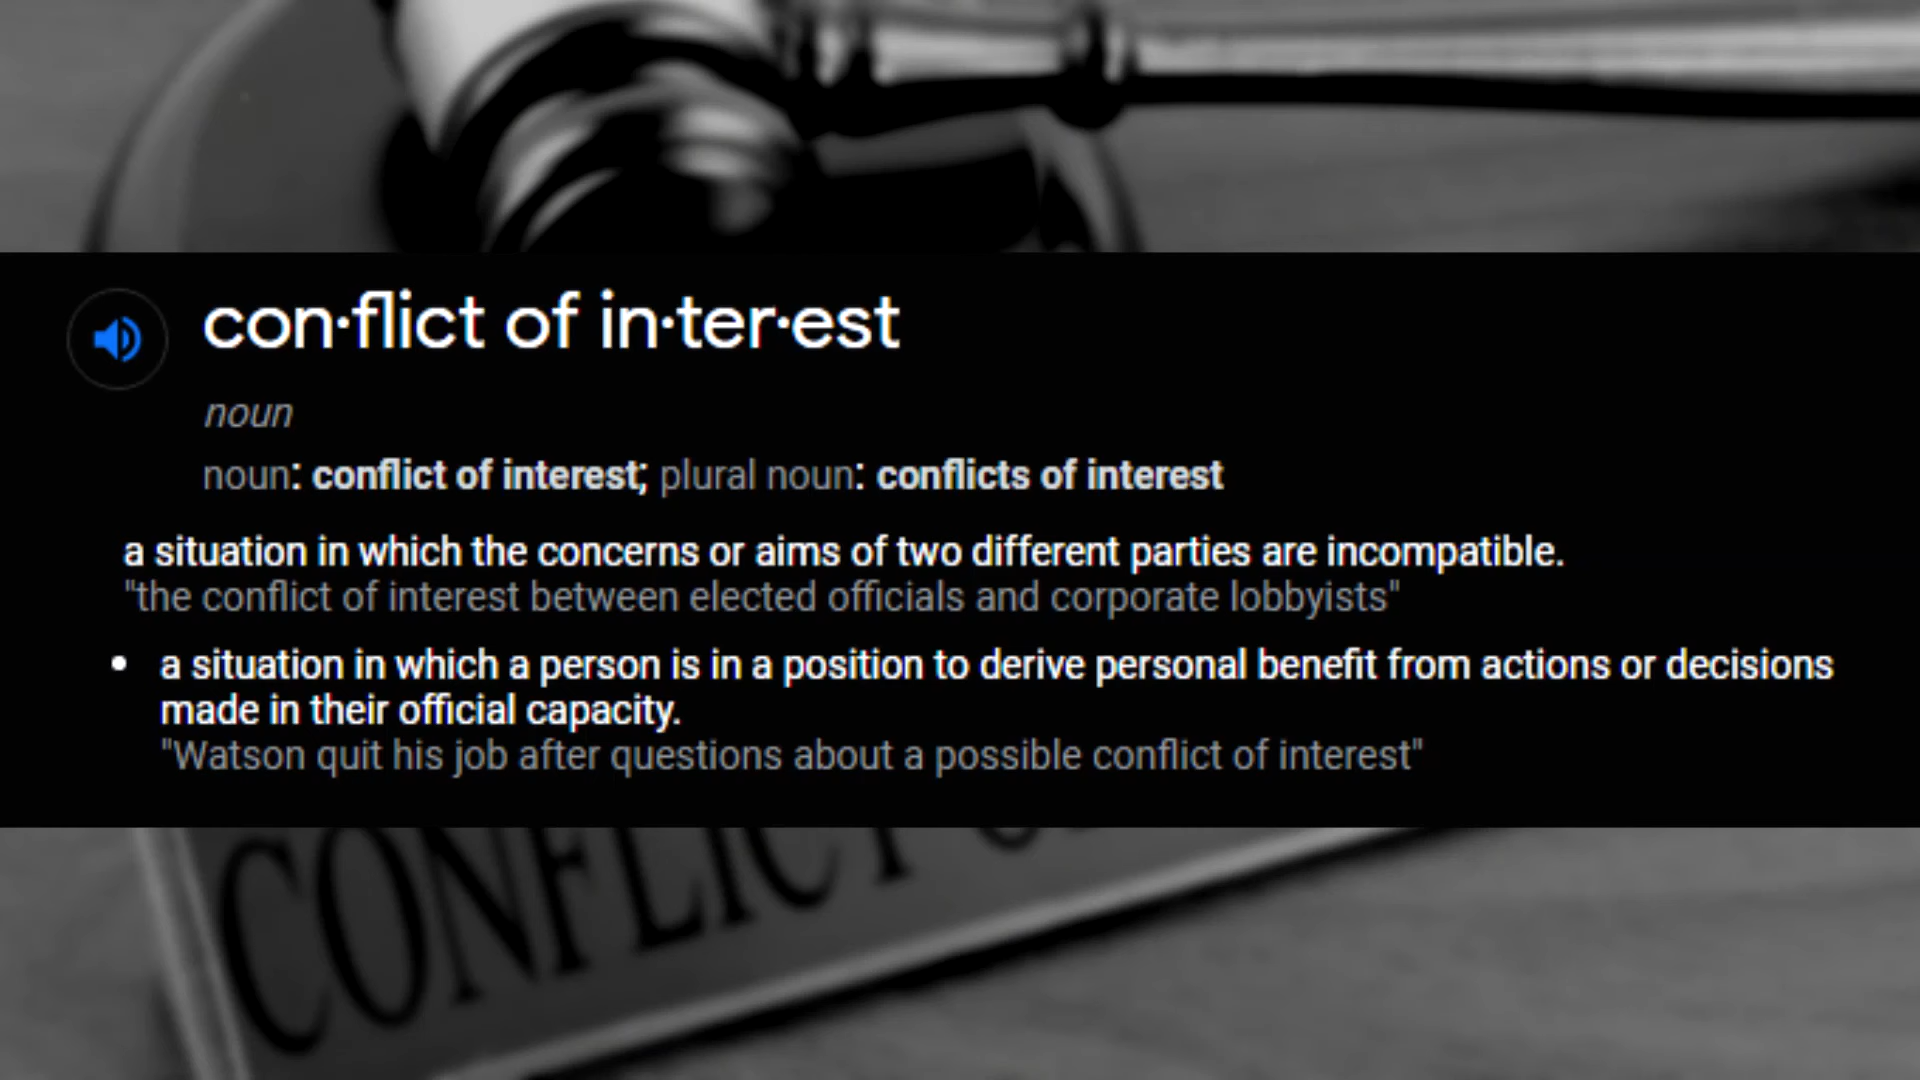 con·flict of in·ter·est
noun
noun: conflict of interest; plural noun: conflicts of interest
a situation in which the concerns or aims of two different parties are incompatible.
"the conflict of interest between elected officials and corporate lobbyists"
• a situation in which a person is in a position to derive personal benefit from actions or decisions
made in their official capacity.
"Watson quit his job after questions about a possible conflict of interest"
CONFLICT